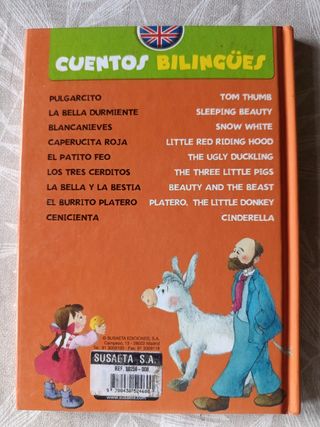 CUENTOS BILINGÜES
PULGARCITO TOM THUMB
LA BELLA DURMIENTE SLEEPING BEAUTY
BLANCANIEVES SNOW WHITE
CAPERUCITA ROJA LITTLE RED RIDING HOOD
EL PATITO FEO THE UGLY DUCKLING
LOS TRES CERDITOS THE THREE LITTLE PIGS
LA BELLA Y LA BESTIA BEAUTY AND THE BEAST
EL BURRITO PLATERO PLATERO, THE LITTLE DONKEY
CENICIENTA CINDERELLA
© SUSAETA EDICIONES, S.A.
SUSAETA S.A.